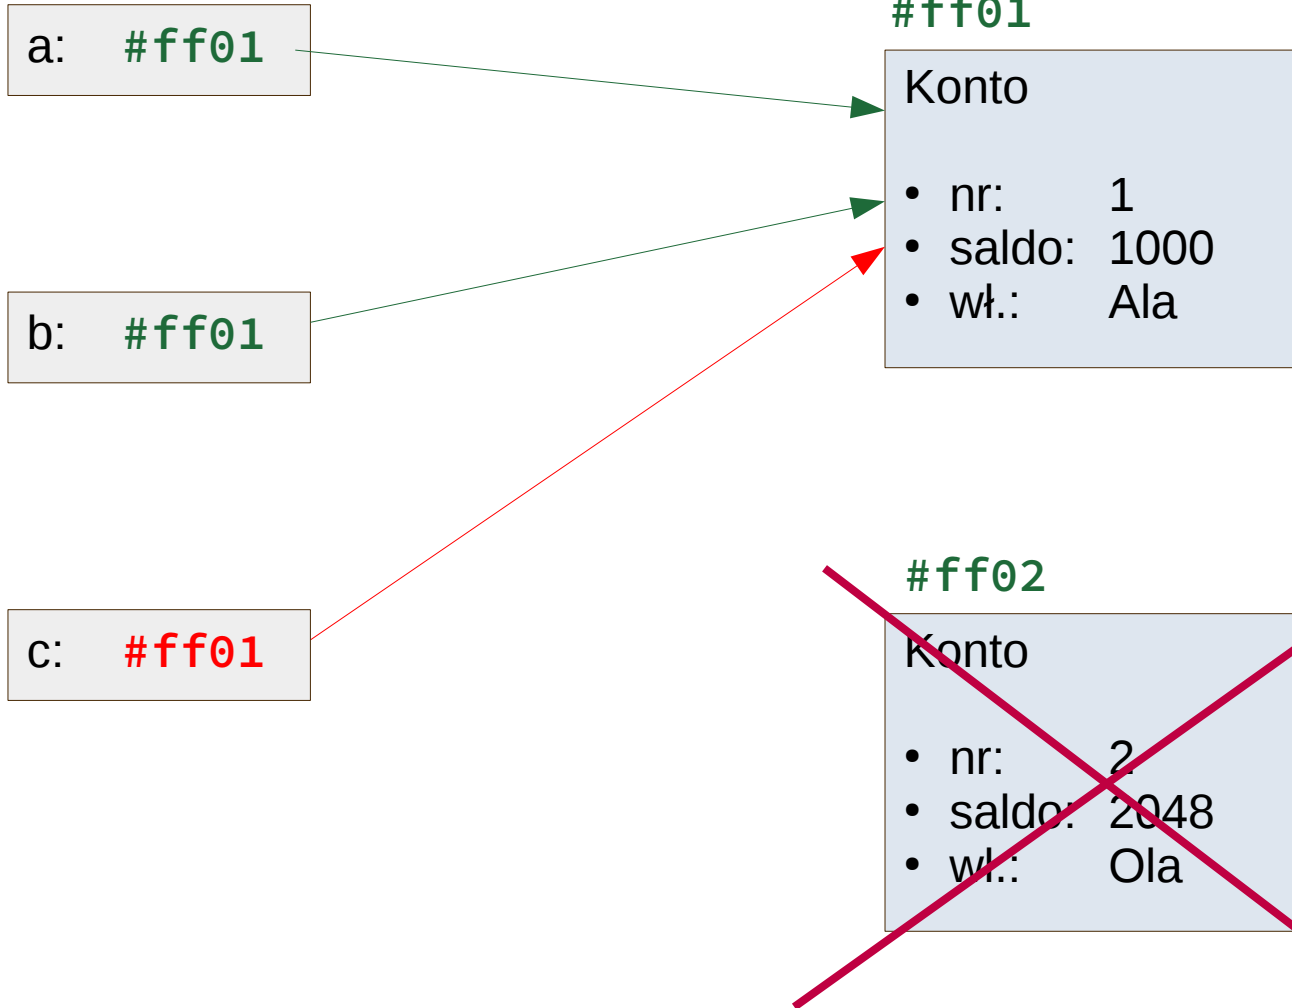 #ff01
a: #ff01
Konto
• nr: 1
• saldo: 1000
• wł.: Ala
b: #ff01
#ff02
c: #ff01
Konto
• nr: 2
• saldo: 2048
• wł.: Ola